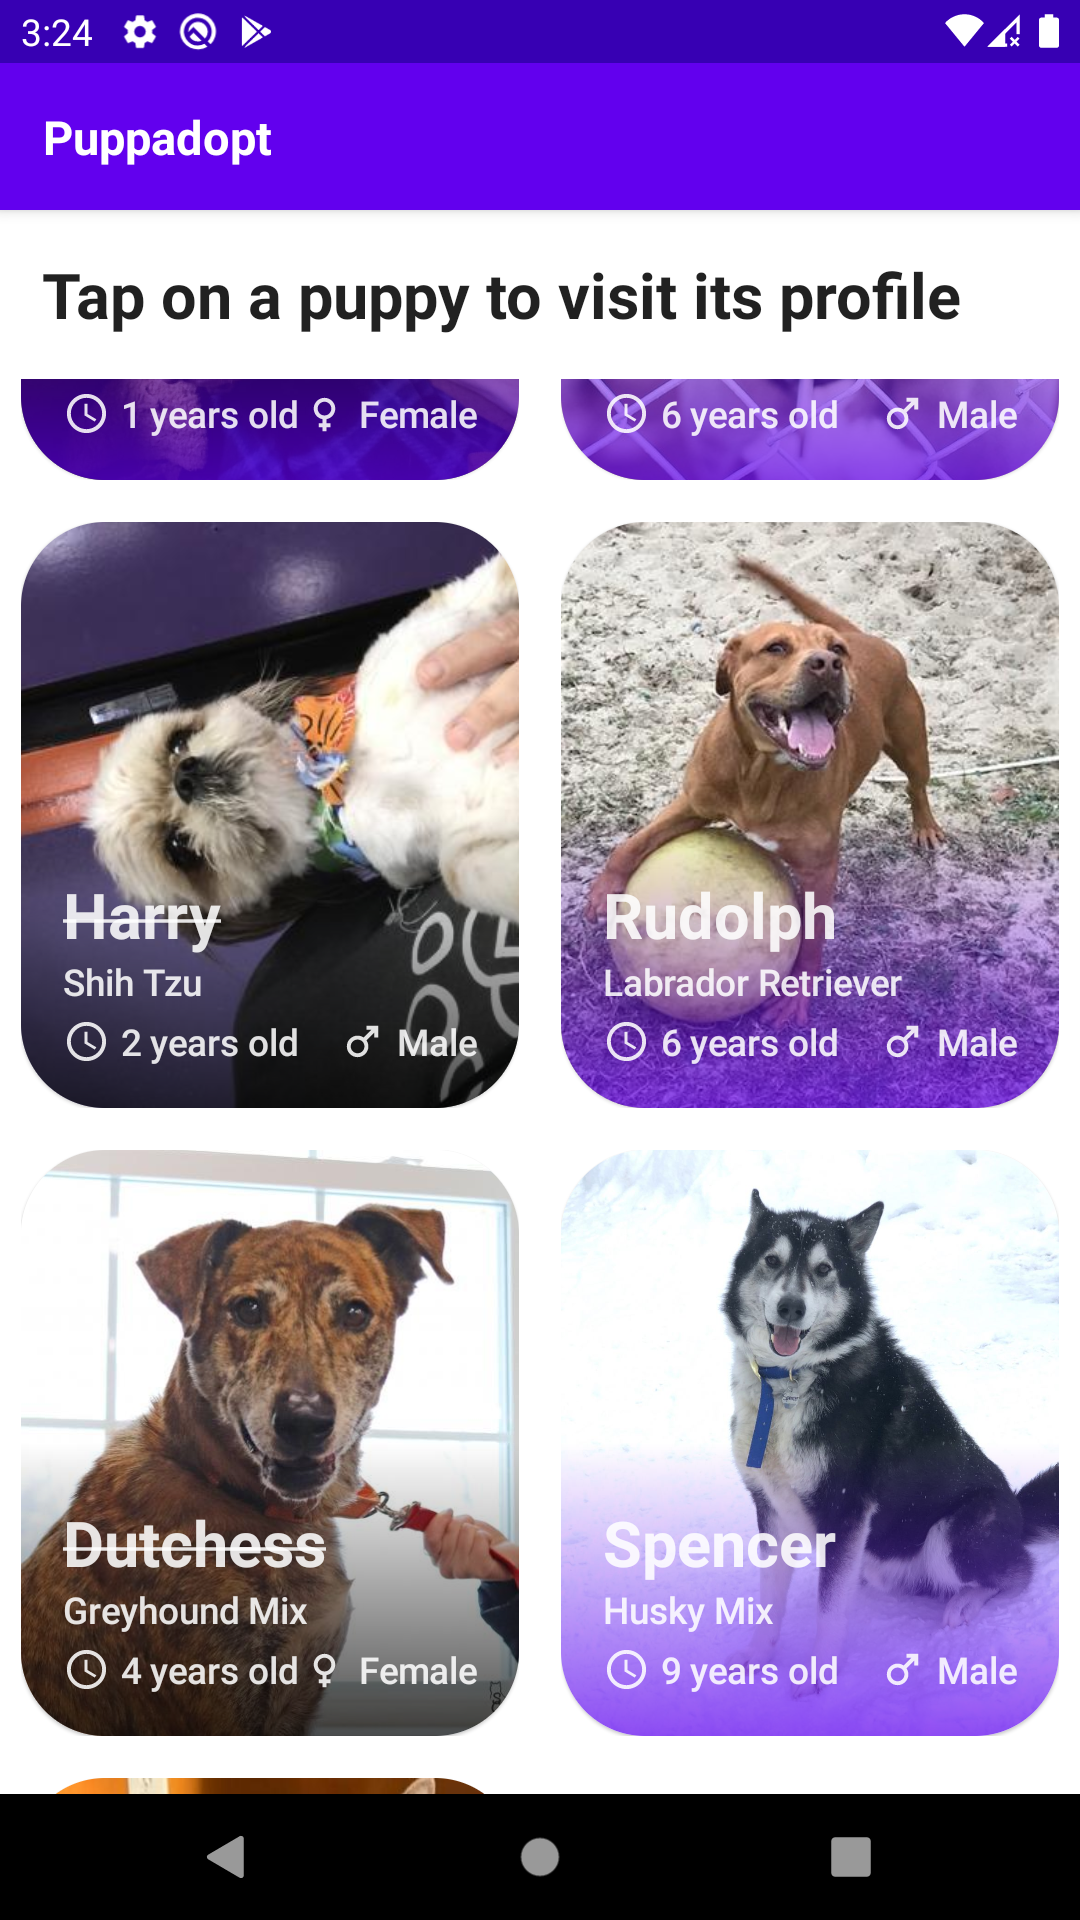 3:24
Puppadopt
Tap on a puppy to visit its profile
1 years old Female
6 years old Male
Harry
Shih Tzu
2 years old Male
Rudolph
Labrador Retriever
6 years old Male
Dutchess
Greyhound Mix
4 years old Female
Spencer
Husky Mix
9 years old Male